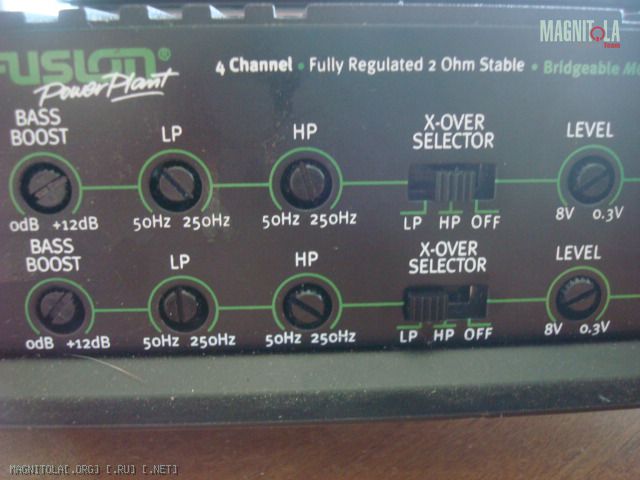 MAGNITOLA
Team
FUSION®
PowerPlant
4 Channel • Fully Regulated 2 Ohm Stable • Bridgeable
BASS BOOST
LP
HP
X-OVER SELECTOR
LEVEL
0dB +12dB
50Hz 250Hz
50Hz 250Hz
LP HP OFF
8V 0.3V
BASS BOOST
LP
HP
X-OVER SELECTOR
LEVEL
0dB +12dB
50Hz 250Hz
50Hz 250Hz
LP HP OFF
8V 0.3V
MAGNITOLA[.ORG] [.RU] [.NET]